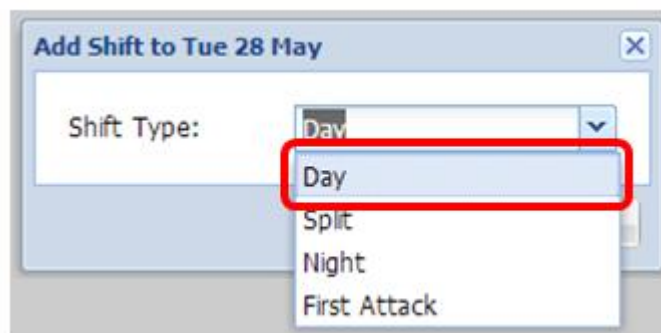 Add Shift to Tue 28 May
Shift Type:
Day
Day
Split
Night
First Attack